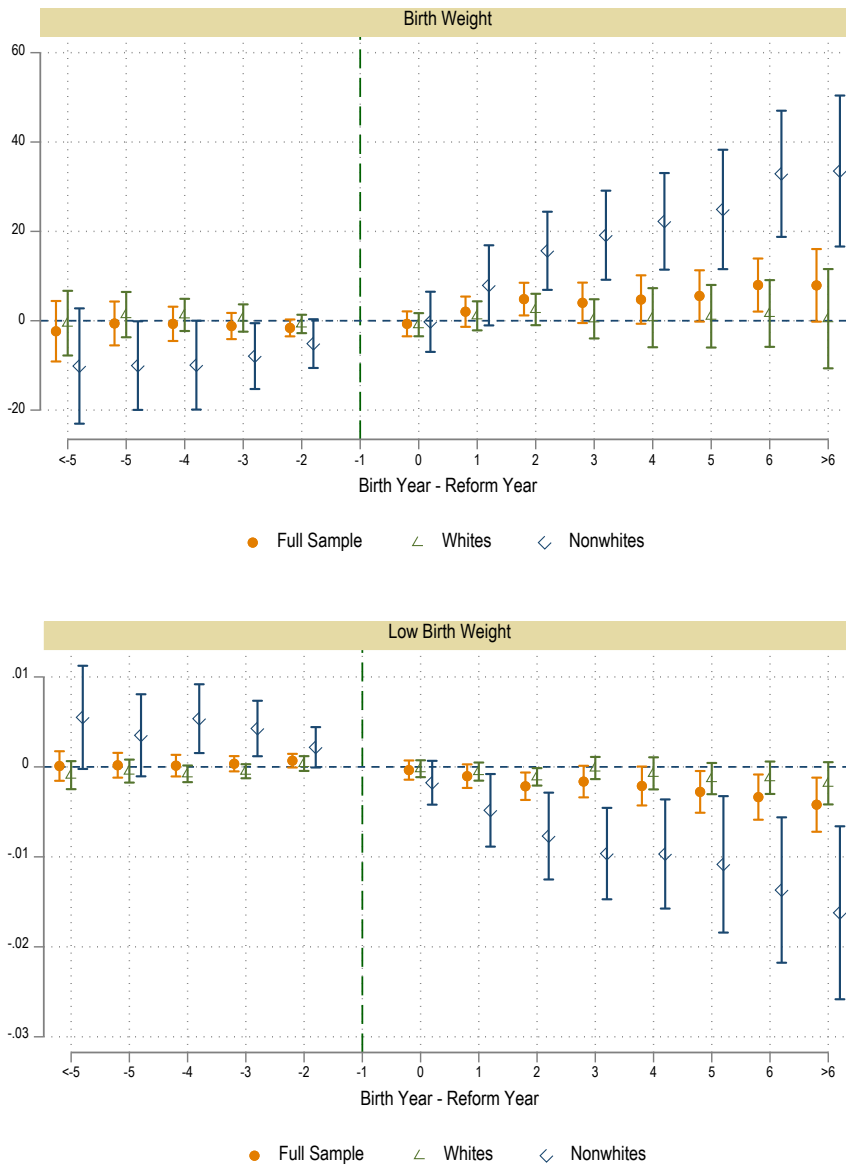 Birth Weight
60
40
20
0
-20
<-5 -5 -4 -3 -2 -1 0 1 2 3 4 5 6 >6
Birth Year - Reform Year
Full Sample Whites Nonwhites
Low Birth Weight
.01
0
-.01
-.02
-.03
<-5 -5 -4 -3 -2 -1 0 1 2 3 4 5 6 >6
Birth Year - Reform Year
Full Sample Whites Nonwhites